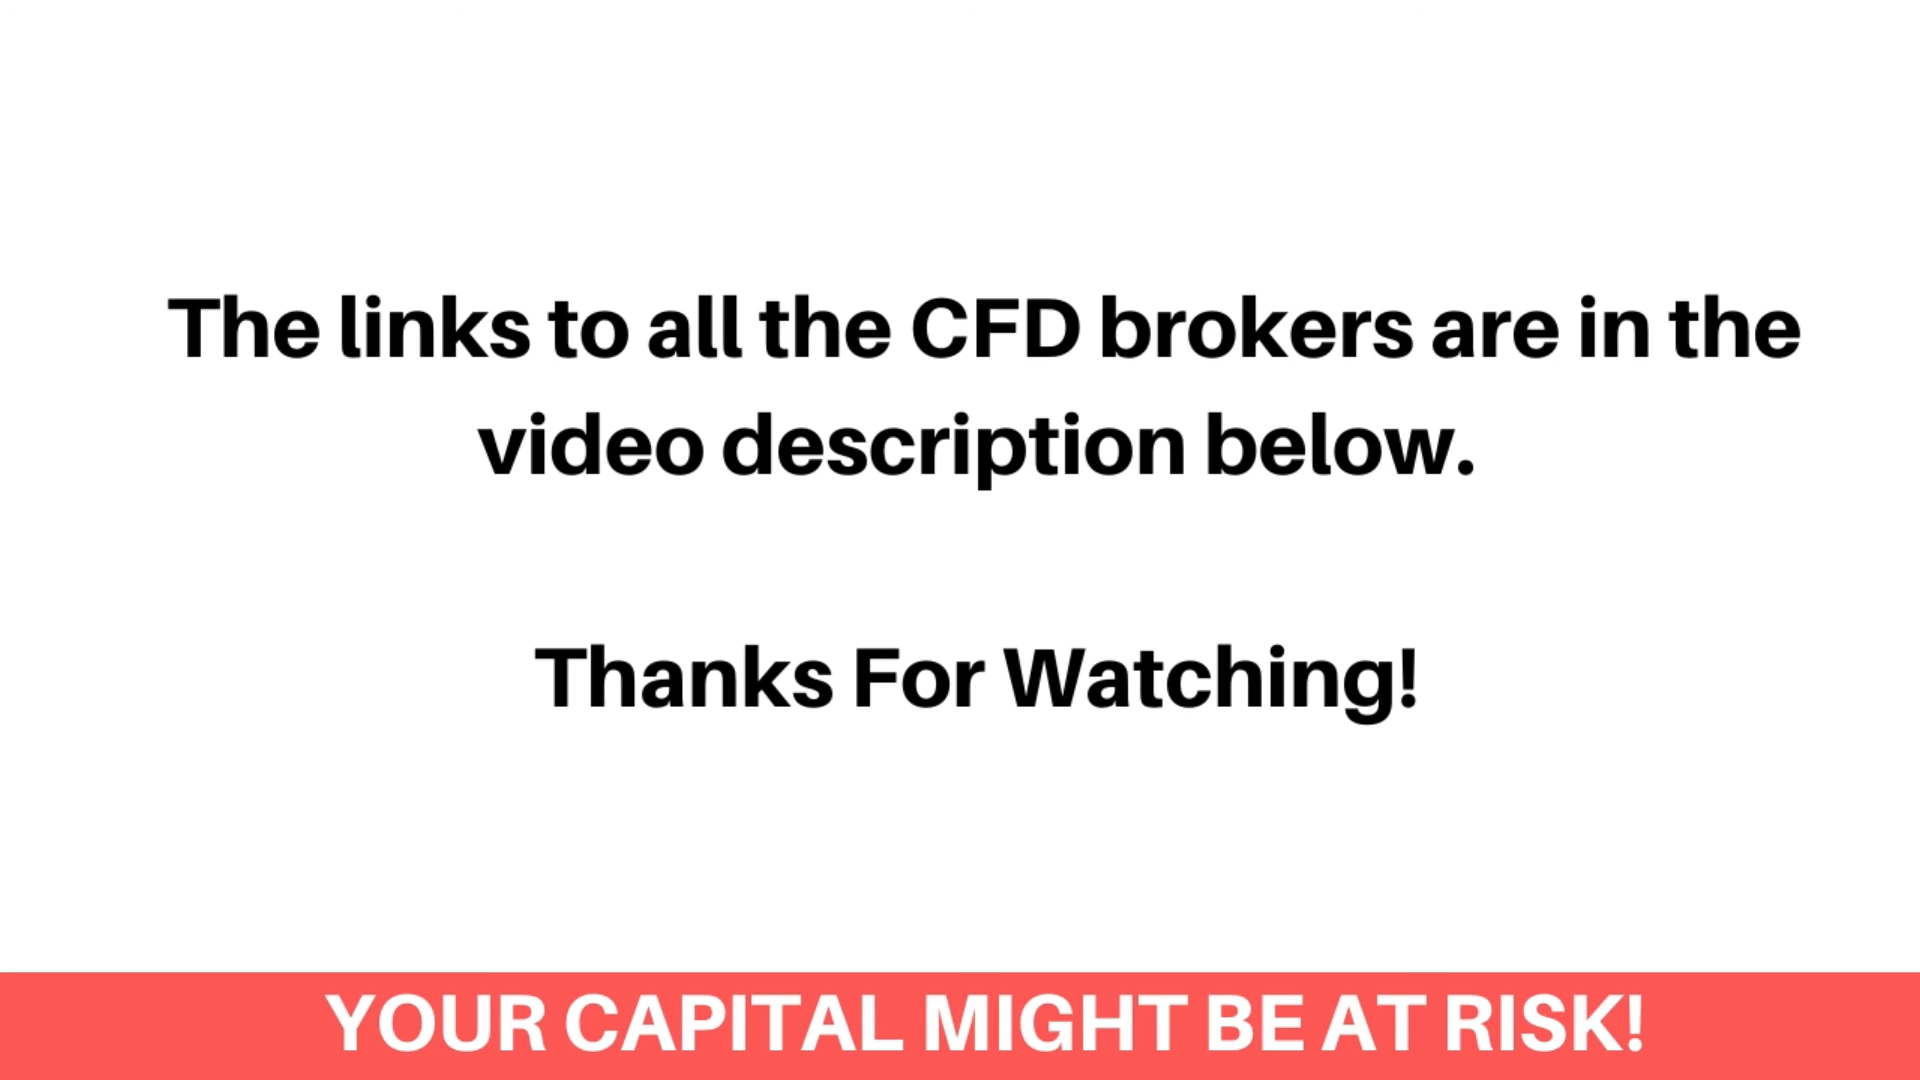 The links to all the CFD brokers are in the
video description below.
Thanks For Watching!
YOUR CAPITAL MIGHT BE AT RISK!